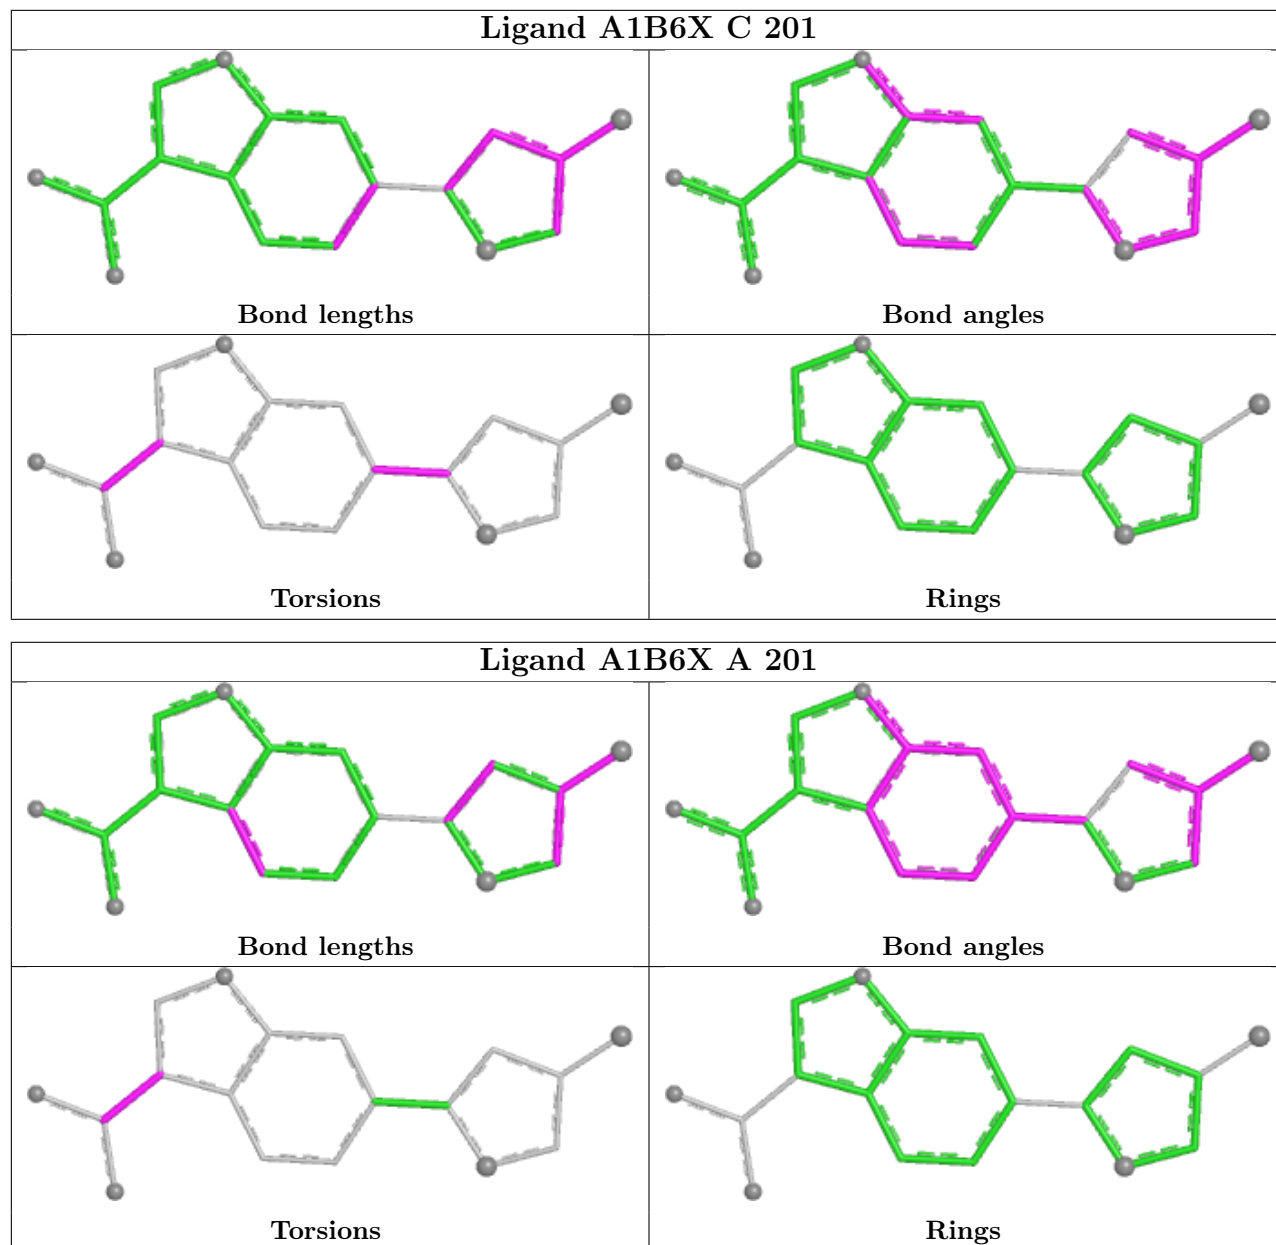 Ligand A1B6X C 201
Bond lengths
Bond angles
Torsions
Rings
Ligand A1B6X A 201
Bond lengths
Bond angles
Torsions
Rings